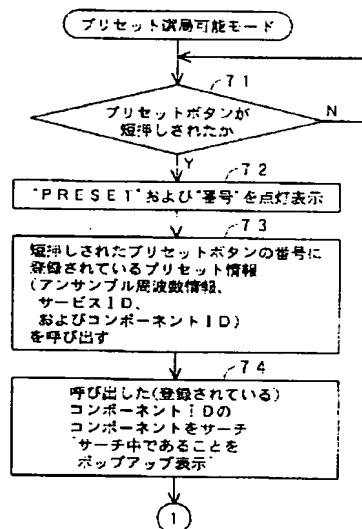 プリセット選局可能モード
71
プリセットボタンが
短押しされたか
N
Y
72
"PRESET"および"番号"を点灯表示
73
短押しされたプリセットボタンの番号に
登録されているプリセット情報
(アンサンブル周波数情報、
サービスID、
およびコンポーネントID)
を呼び出す
74
呼び出した(登録されている)
コンポーネントIDの
コンポーネントをサーチ
"サーチ中であることを
ポップアップ表示"
1